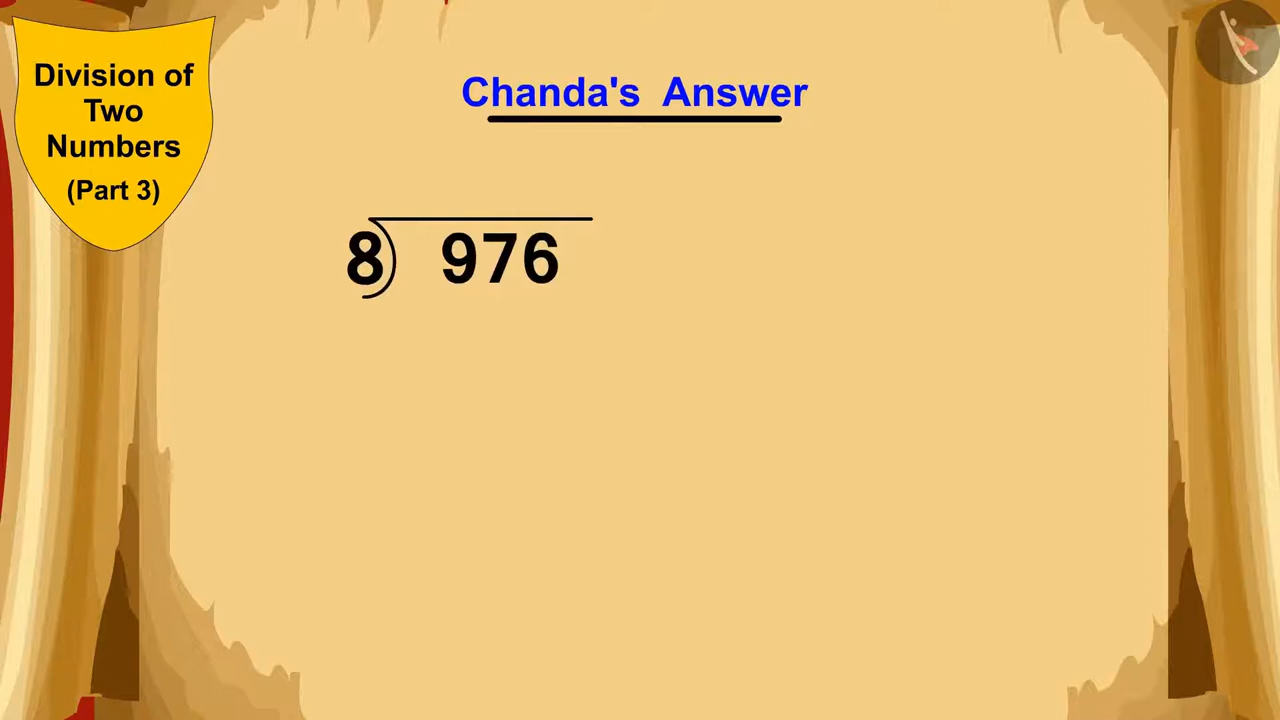 Division of
Two
Numbers
(Part 3)
Chanda's Answer
8) 976